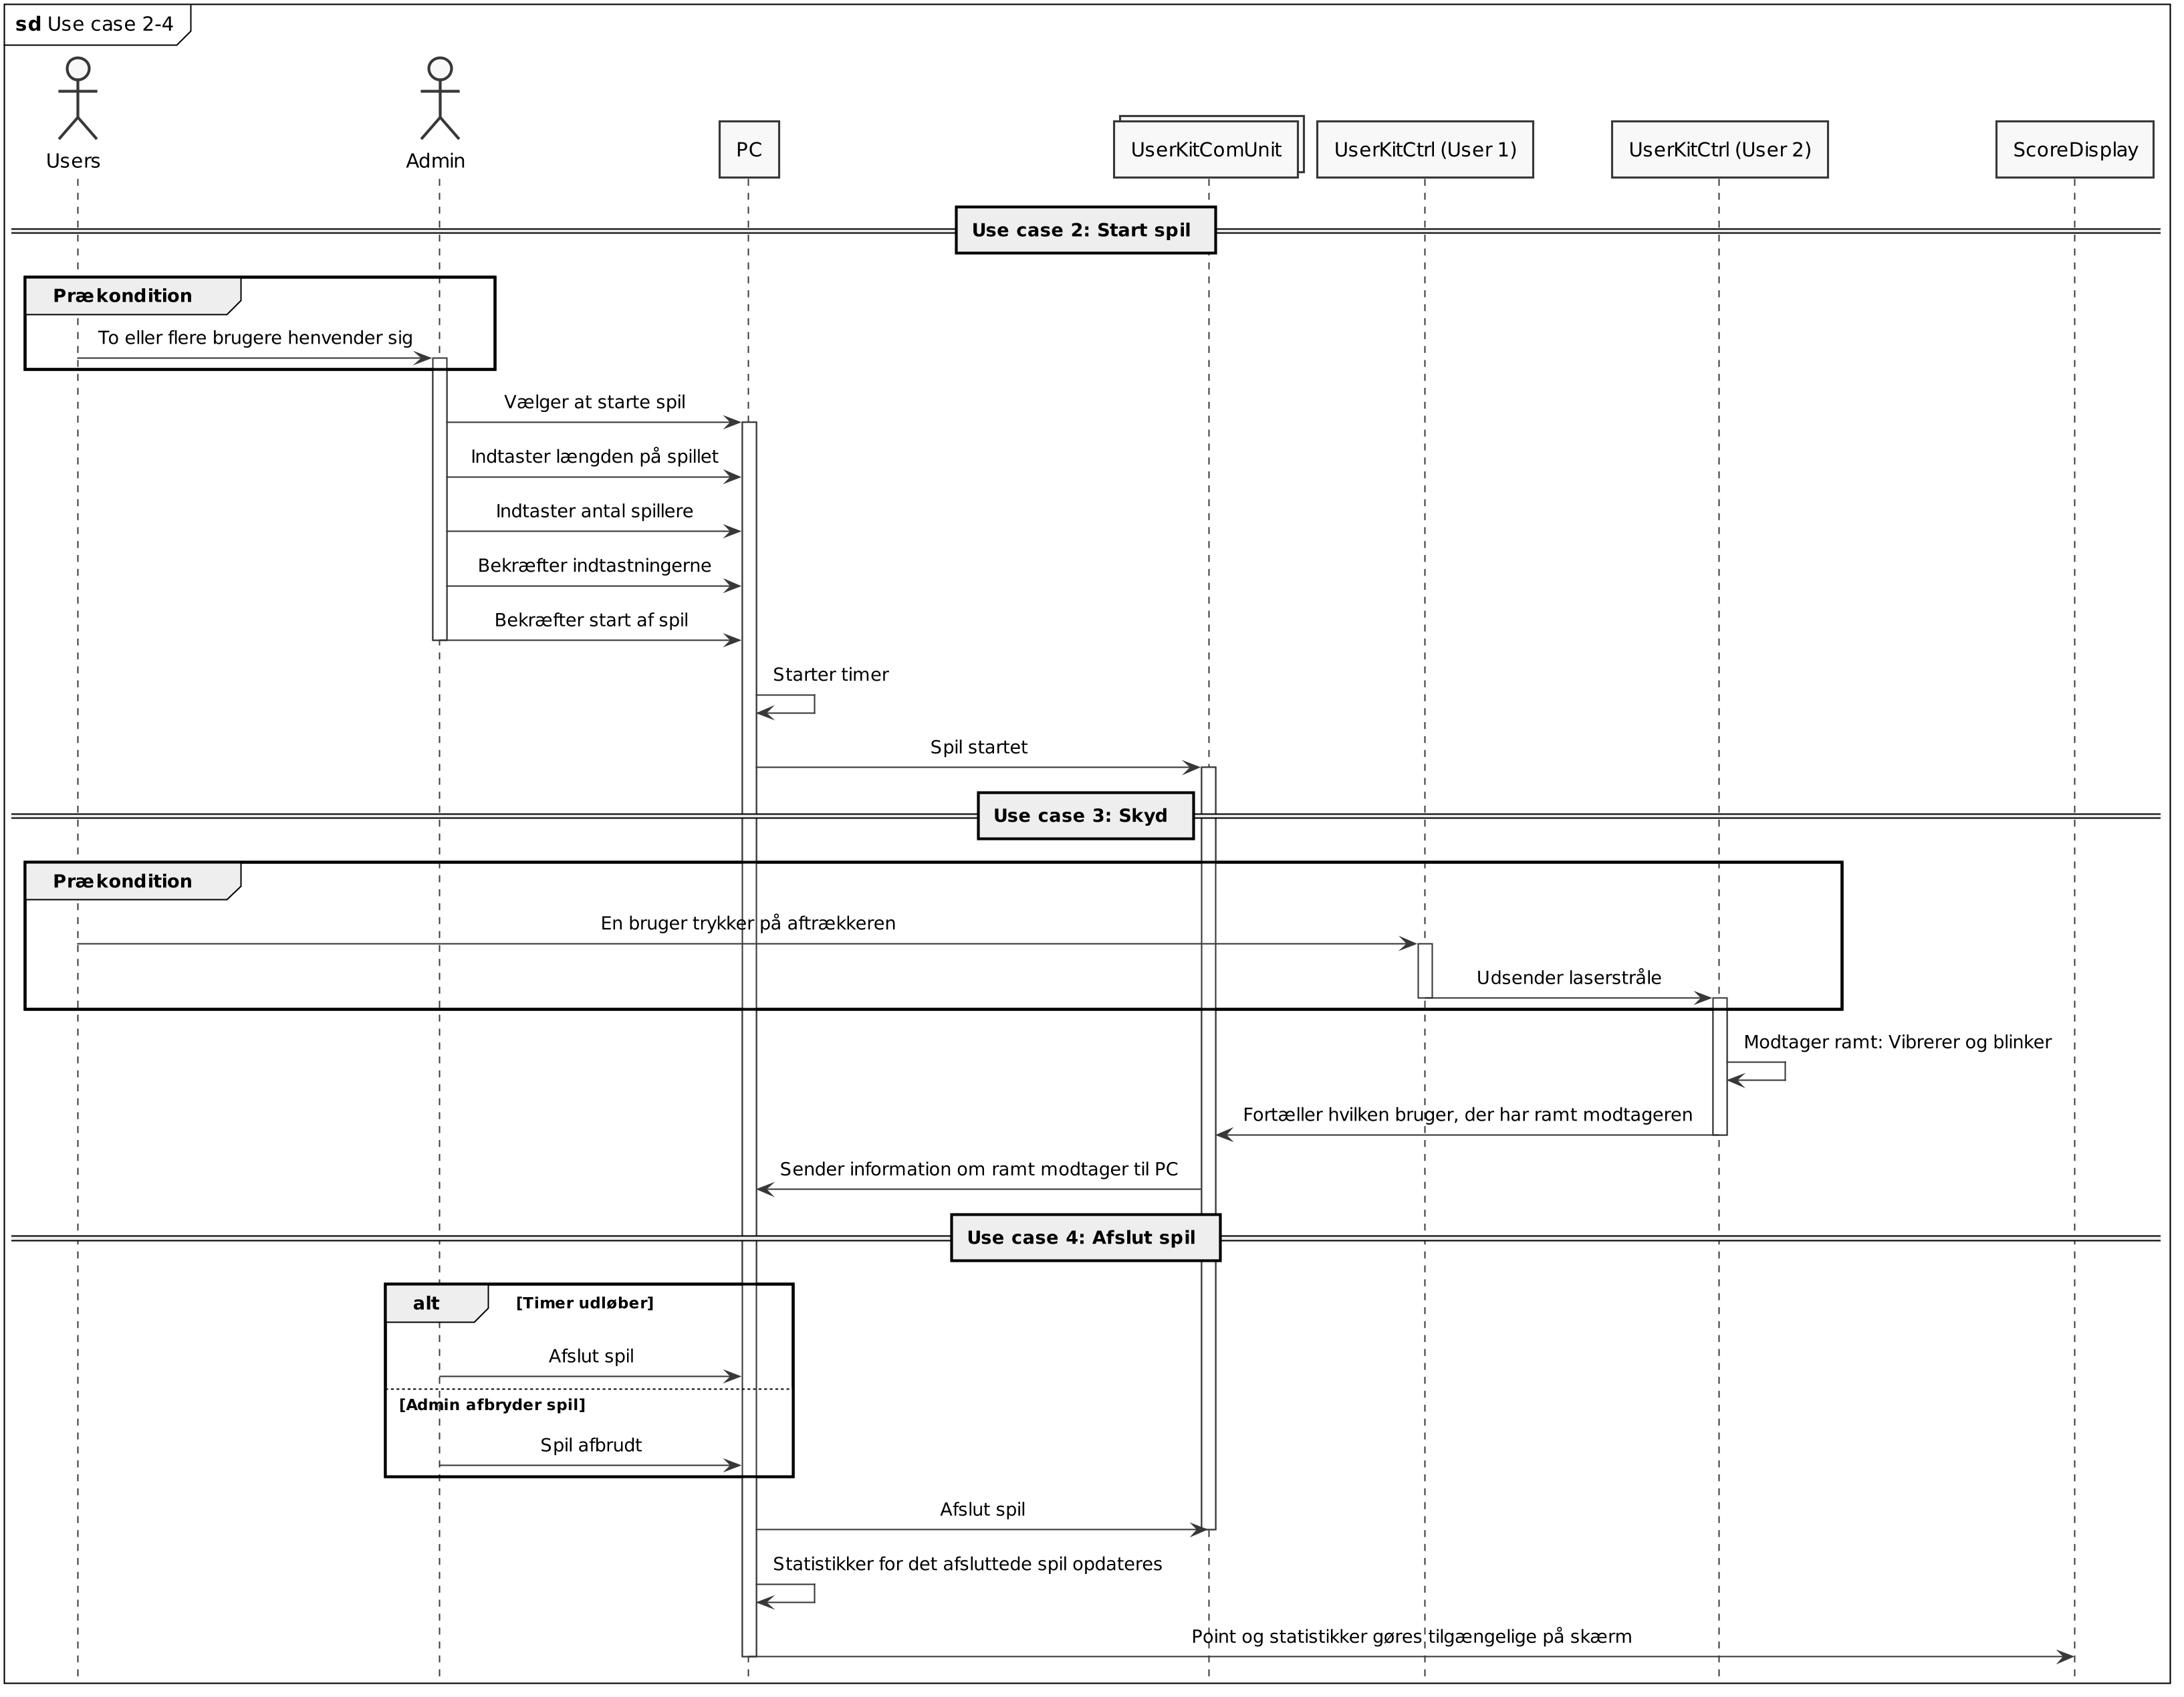 sd Use case 2-4
Users
Admin
PC
UserKitComUnit
UserKitCtrl (User 1)
UserKitCtrl (User 2)
ScoreDisplay
Use case 2: Start spil
Prækondition
To eller flere brugere henvender sig
Vælger at starte spil
Indtaster længden på spillet
Indtaster antal spillere
Bekræfter indtastningerne
Bekræfter start af spil
Starter timer
Spil startet
Use case 3: Skyd
Prækondition
En bruger trykker på aftrækkeren
Udsender laserstråle
Modtager ramt: Vibrerer og blinker
Fortæller hvilken bruger, der har ramt modtageren
Sender information om ramt modtager til PC
Use case 4: Afslut spil
alt [Timer udløber]
Afslut spil
[Admin afbryder spil]
Spil afbrudt
Afslut spil
Statistikker for det afsluttede spil opdateres
Point og statistikker gøres tilgængelige på skærm